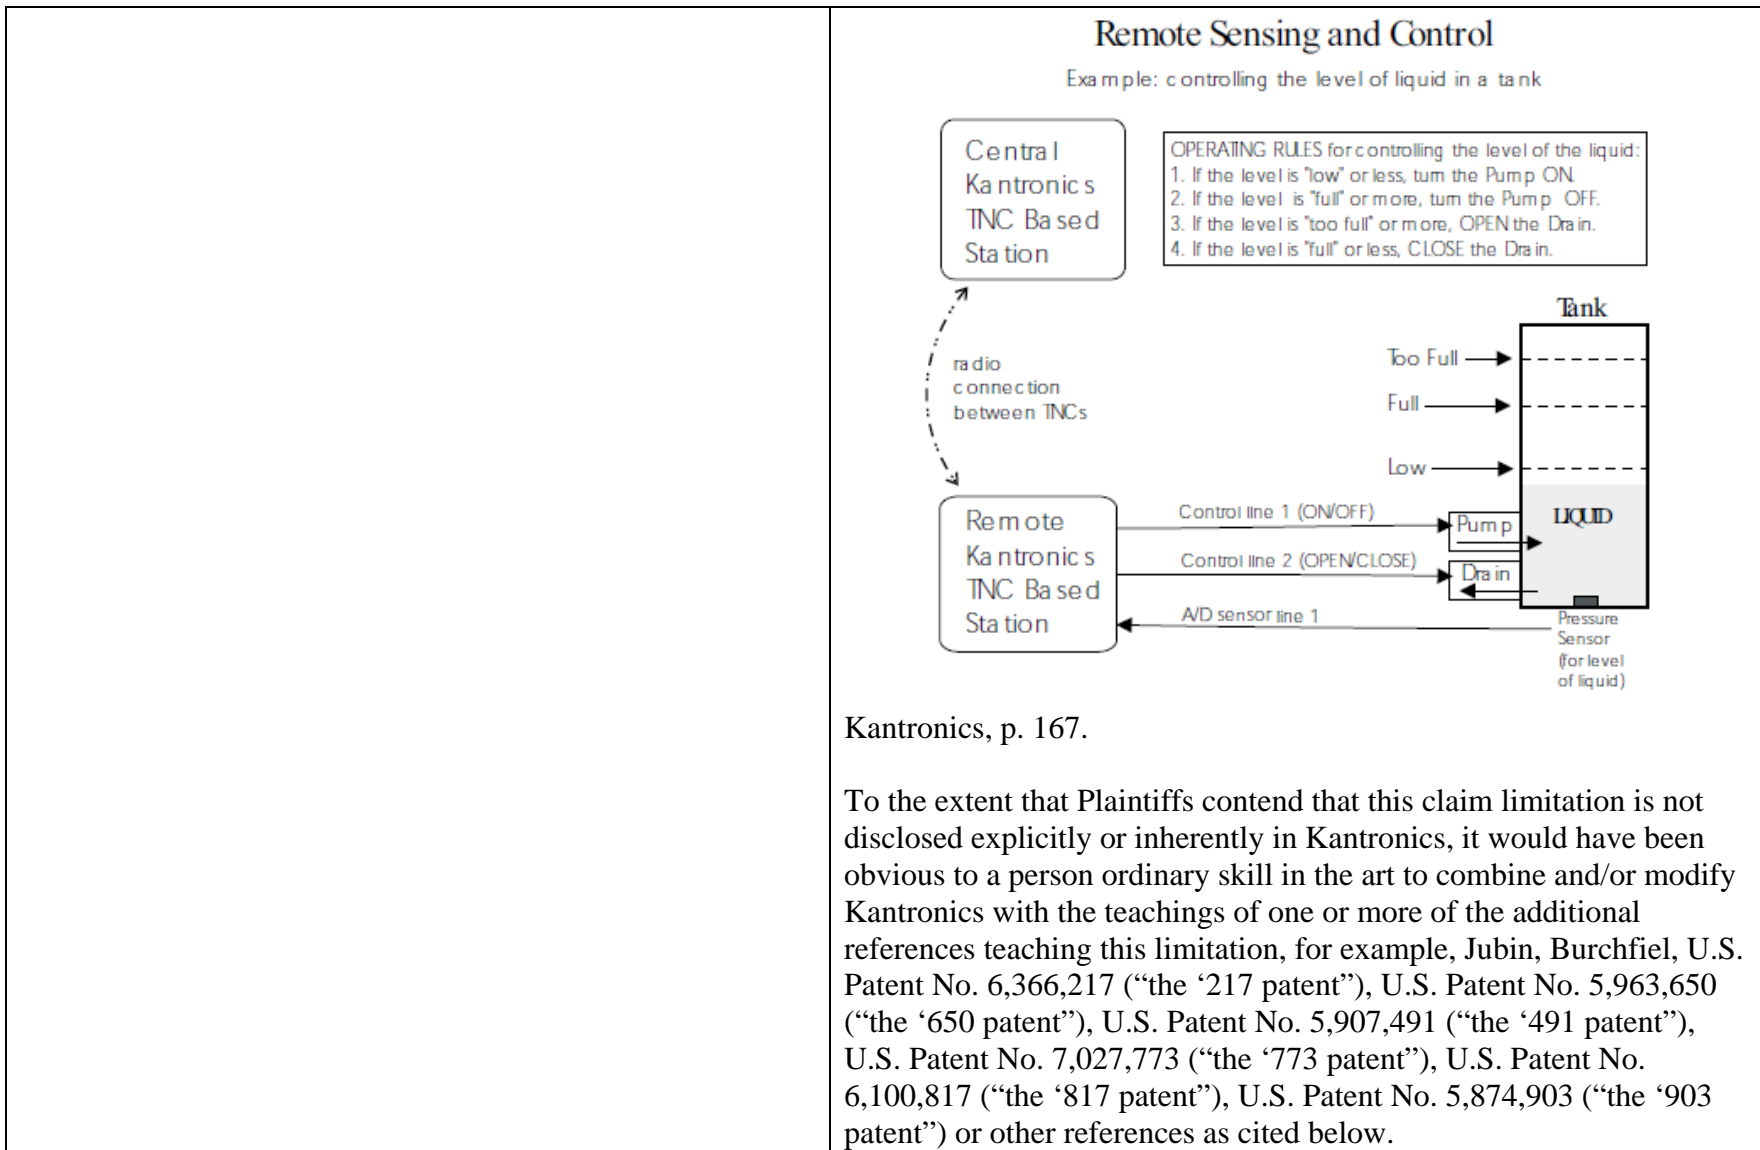 Remote Sensing and Control
Example: controlling the level of liquid in a tank
Central
Kantronics
TNC Based
Station
OPERATING RULES for controlling the level of the liquid:
1. If the level is "low" or less, turn the Pump ON.
2. If the level is "full" or more, turn the Pump OFF.
3. If the level is "too full" or more, OPEN the Drain.
4. If the level is "full" or less, CLOSE the Drain.
Tank
Too Full
radio
connection
between TNCs
Full
Low
Remote
Kantronics
TNC Based
Station
Control line 1 (ON/OFF)
Pump
LIQUID
Control line 2 (OPEN/CLOSE)
Drain
A/D sensor line 1
Pressure
Sensor
(for level
of liquid)
Kantronics, p. 167.
To the extent that Plaintiffs contend that this claim limitation is not
disclosed explicitly or inherently in Kantronics, it would have been
obvious to a person ordinary skill in the art to combine and/or modify
Kantronics with the teachings of one or more of the additional
references teaching this limitation, for example, Jubin, Burchfiel, U.S.
Patent No. 6,366,217 (“the ‘217 patent”), U.S. Patent No. 5,963,650
(“the ‘650 patent”), U.S. Patent No. 5,907,491 (“the ‘491 patent”),
U.S. Patent No. 7,027,773 (“the ‘773 patent”), U.S. Patent No.
6,100,817 (“the ‘817 patent”), U.S. Patent No. 5,874,903 (“the ‘903
patent”) or other references as cited below.